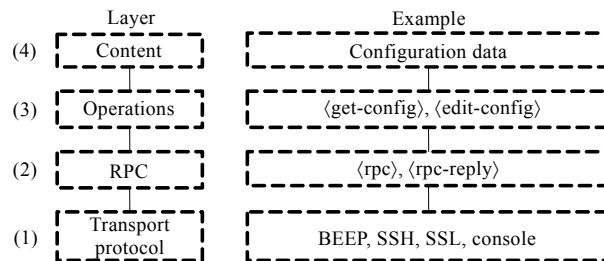 Layer Example
(4) Content Configuration data
(3) Operations ⟨get-config⟩, ⟨edit-config⟩
(2) RPC ⟨rpc⟩, ⟨rpc-reply⟩
(1) Transport protocol BEEP, SSH, SSL, console